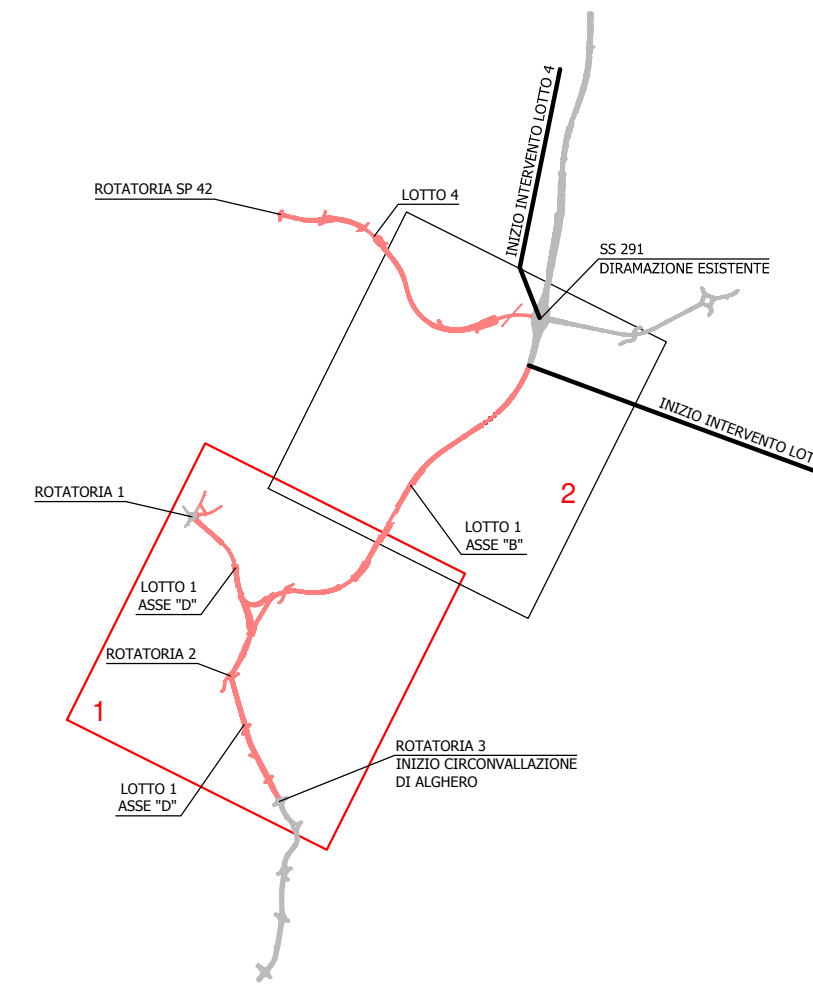 INIZIO INTERVENTO LOTTO 4
ROTATORIA SP 42
LOTTO 4
SS 291
DIRAMAZIONE ESISTENTE
INIZIO INTERVENTO LOT
ROTATORIA 1
2
LOTTO 1
ASSE "B"
LOTTO 1
ASSE "D"
ROTATORIA 2
1
ROTATORIA 3
INIZIO CIRCONVALLAZIONE
DI ALGHERO
LOTTO 1
ASSE "D"